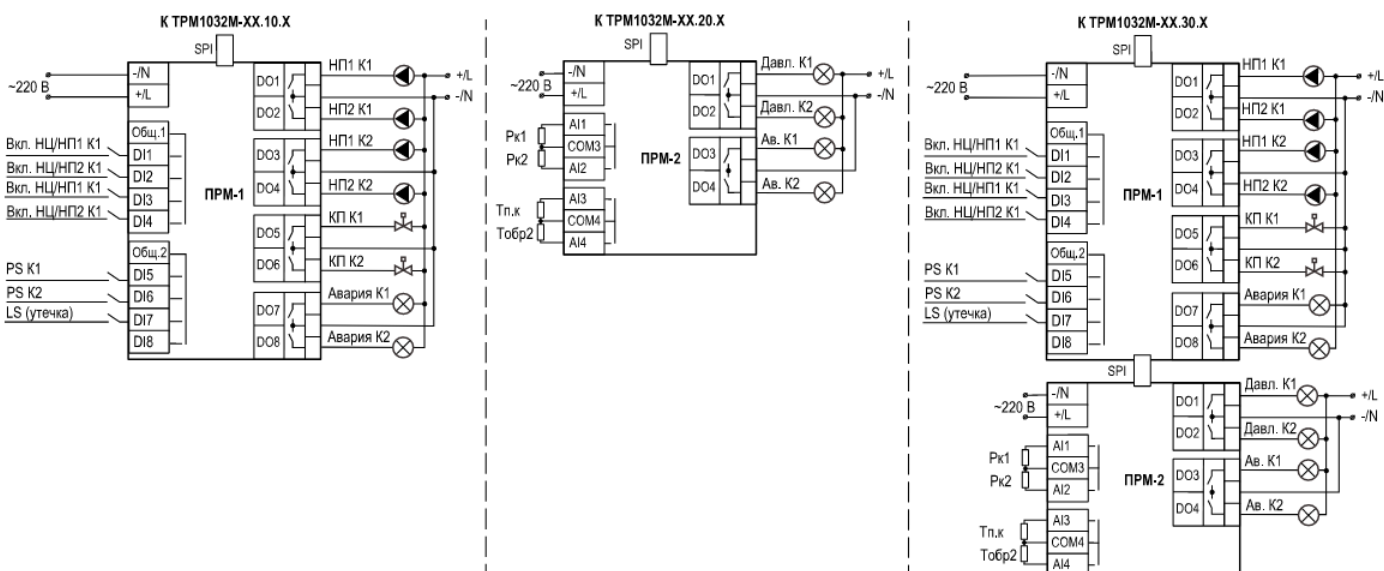 К ТРМ1032М-ХХ.10.Х
SPI
-/N
+/L
~220 В
Общ.1
Вкл. НЦ/НП1 К1
DI1
Вкл. НЦ/НП2 К1
DI2
Вкл. НЦ/НП1 К1
DI3
Вкл. НЦ/НП2 К1
DI4
Общ.2
PS К1
DI5
PS К2
DI6
LS (утечка)
DI7
DI8
ПРМ-1
DO1
НП1 К1
+/L
-/N
DO2
НП2 К1
DO3
НП1 К2
DO4
НП2 К2
DO5
КП К1
DO6
КП К2
DO7
Авария К1
DO8
Авария К2
К ТРМ1032М-ХХ.20.Х
SPI
-/N
+/L
~220 В
Рк1
AI1
COM3
Рк2
AI2
Тп.к
AI3
COM4
Тобр2
AI4
ПРМ-2
DO1
Давл. К1
+/L
-/N
DO2
Давл. К2
DO3
Ав. К1
DO4
Ав. К2
К ТРМ1032М-ХХ.30.Х
SPI
-/N
+/L
~220 В
Общ.1
Вкл. НЦ/НП1 К1
DI1
Вкл. НЦ/НП2 К1
DI2
Вкл. НЦ/НП1 К1
DI3
Вкл. НЦ/НП2 К1
DI4
Общ.2
PS К1
DI5
PS К2
DI6
LS (утечка)
DI7
DI8
ПРМ-1
DO1
НП1 К1
+/L
-/N
DO2
НП2 К1
DO3
НП1 К2
DO4
НП2 К2
DO5
КП К1
DO6
КП К2
DO7
Авария К1
DO8
Авария К2
SPI
-/N
+/L
~220 В
Рк1
AI1
COM3
Рк2
AI2
Тп.к
AI3
COM4
Тобр2
AI4
ПРМ-2
DO1
Давл. К1
+/L
-/N
DO2
Давл. К2
DO3
Ав. К1
DO4
Ав. К2